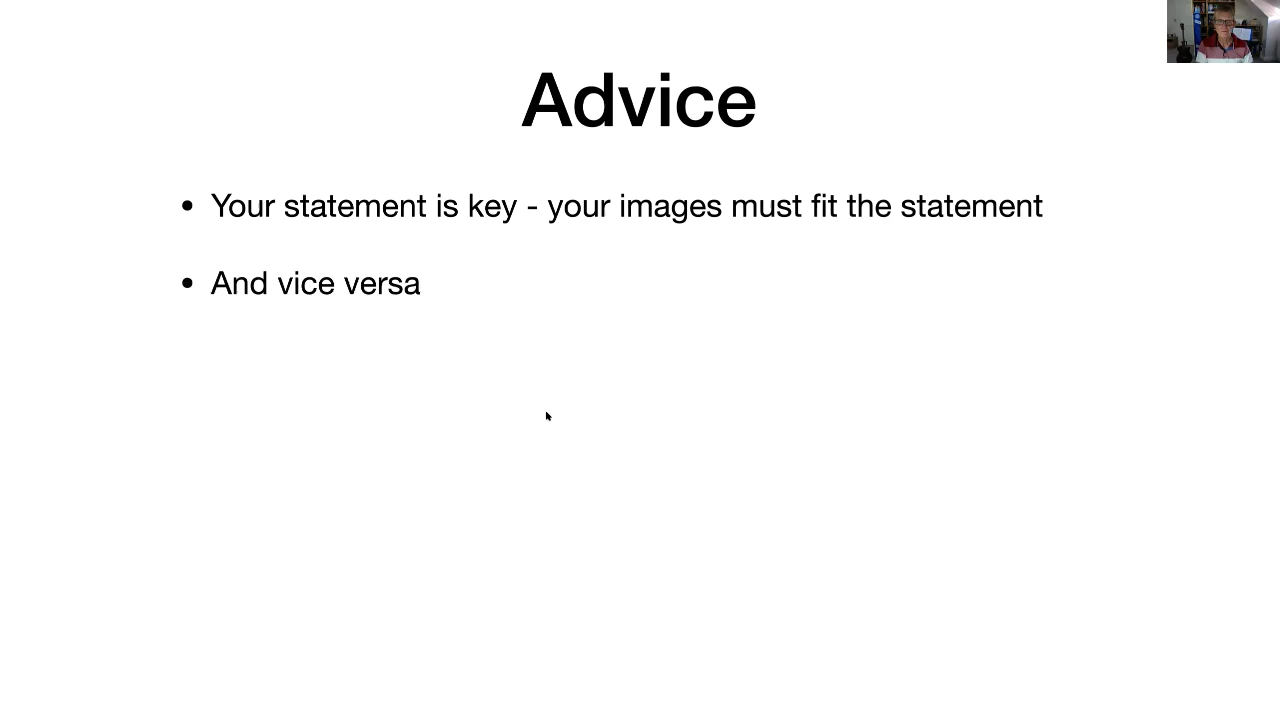 Advice
• Your statement is key - your images must fit the statement
• And vice versa